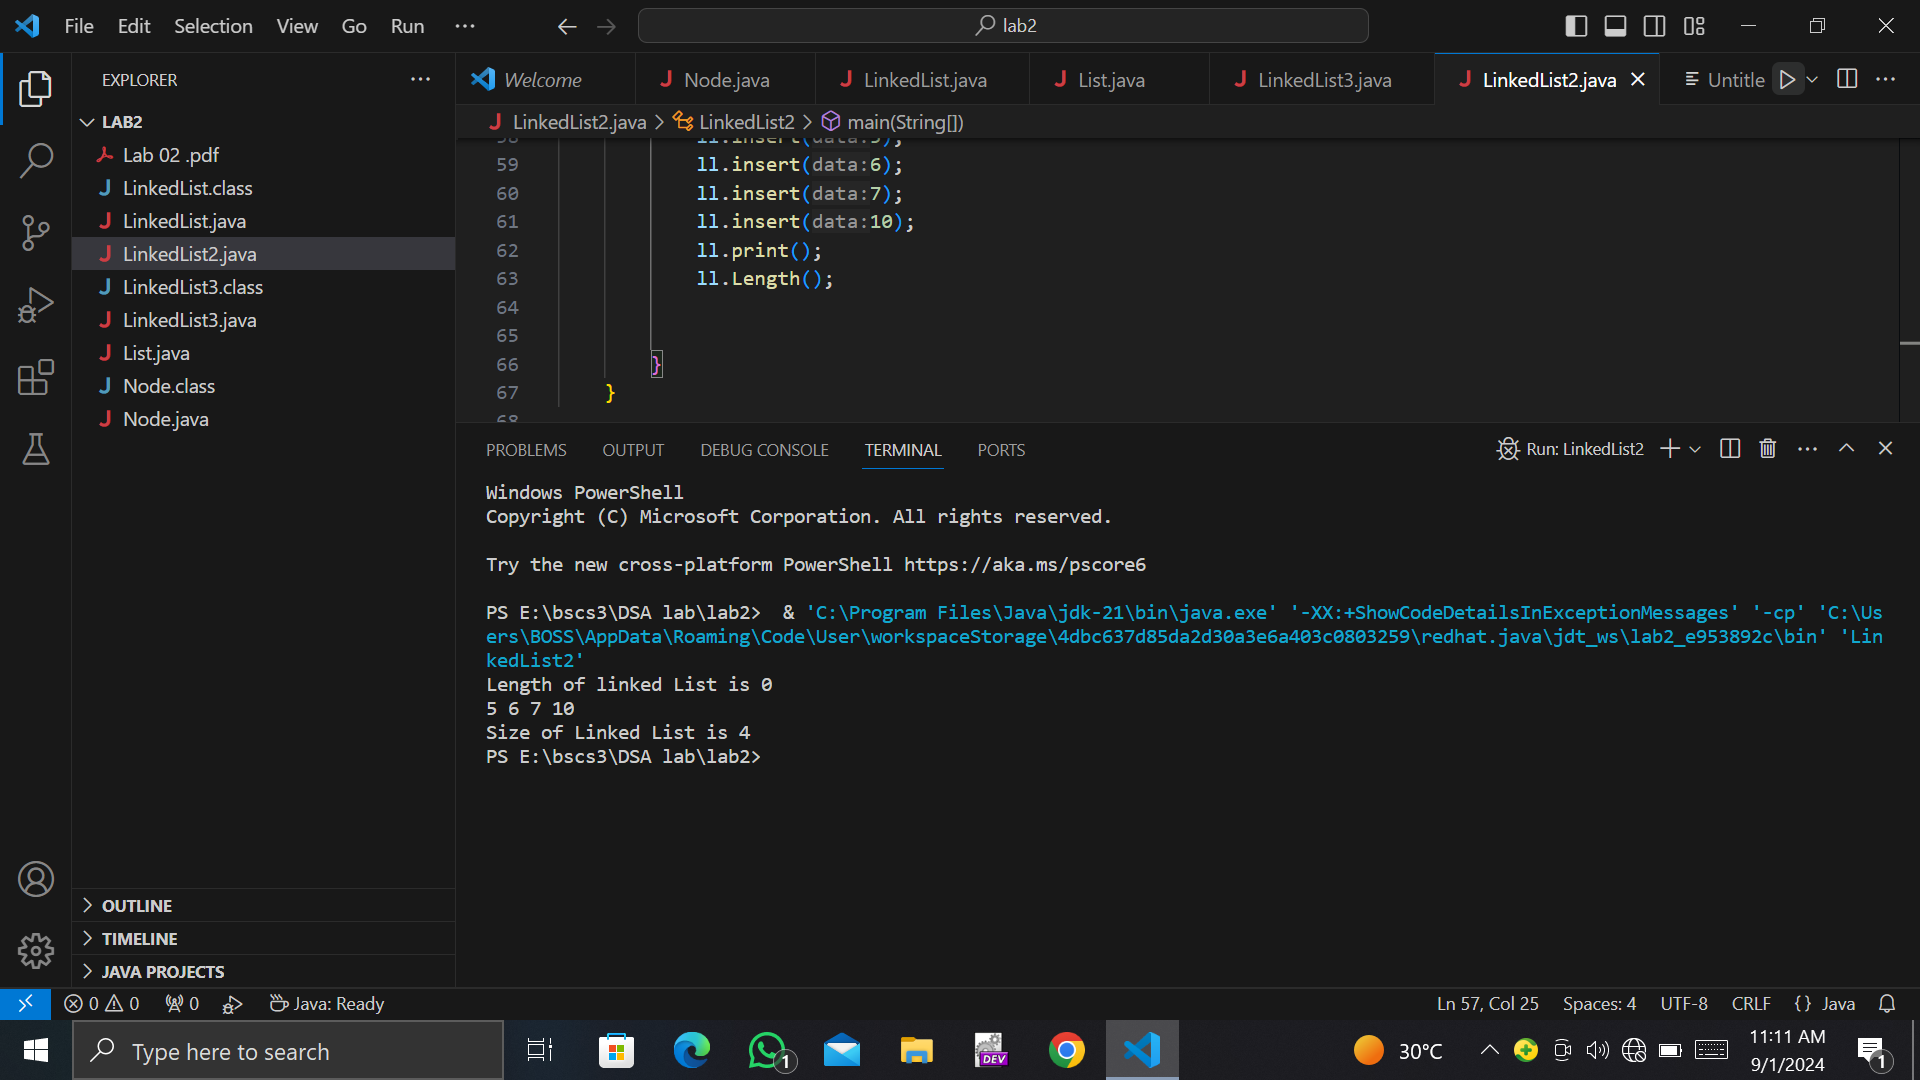 File Edit Selection View Go Run ··· lab2
EXPLORER ···
LAB2
Lab 02 .pdf
LinkedList.class
LinkedList.java
LinkedList2.java
LinkedList3.class
LinkedList3.java
List.java
Node.class
Node.java
OUTLINE
TIMELINE
JAVA PROJECTS
Welcome Node.java LinkedList.java List.java LinkedList3.java LinkedList2.java Untitle
LinkedList2.java > LinkedList2 > main(String[])
58 ll.insert(data:5);
59 ll.insert(data:6);
60 ll.insert(data:7);
61 ll.insert(data:10);
62 ll.print();
63 ll.Length();
64
65
66 }
67 }
68
PROBLEMS OUTPUT DEBUG CONSOLE TERMINAL PORTS Run: LinkedList2
Windows PowerShell
Copyright (C) Microsoft Corporation. All rights reserved.
Try the new cross-platform PowerShell https://aka.ms/pscore6
PS E:\bscs3\DSA lab\lab2>  & 'C:\Program Files\Java\jdk-21\bin\java.exe' '-XX:+ShowCodeDetailsInExceptionMessages' '-cp' 'C:\Us
ers\BOSS\AppData\Roaming\Code\User\workspaceStorage\4dbc637d85da2d30a3e6a403c0803259\redhat.java\jdt_ws\lab2_e953892c\bin' 'Lin
kedList2'
Length of linked List is 0
5 6 7 10
Size of Linked List is 4
PS E:\bscs3\DSA lab\lab2>
0 0 0 Java: Ready Ln 57, Col 25 Spaces: 4 UTF-8 CRLF {} Java
Type here to search 1 DEV 30°C 11:11 AM 1
9/1/2024